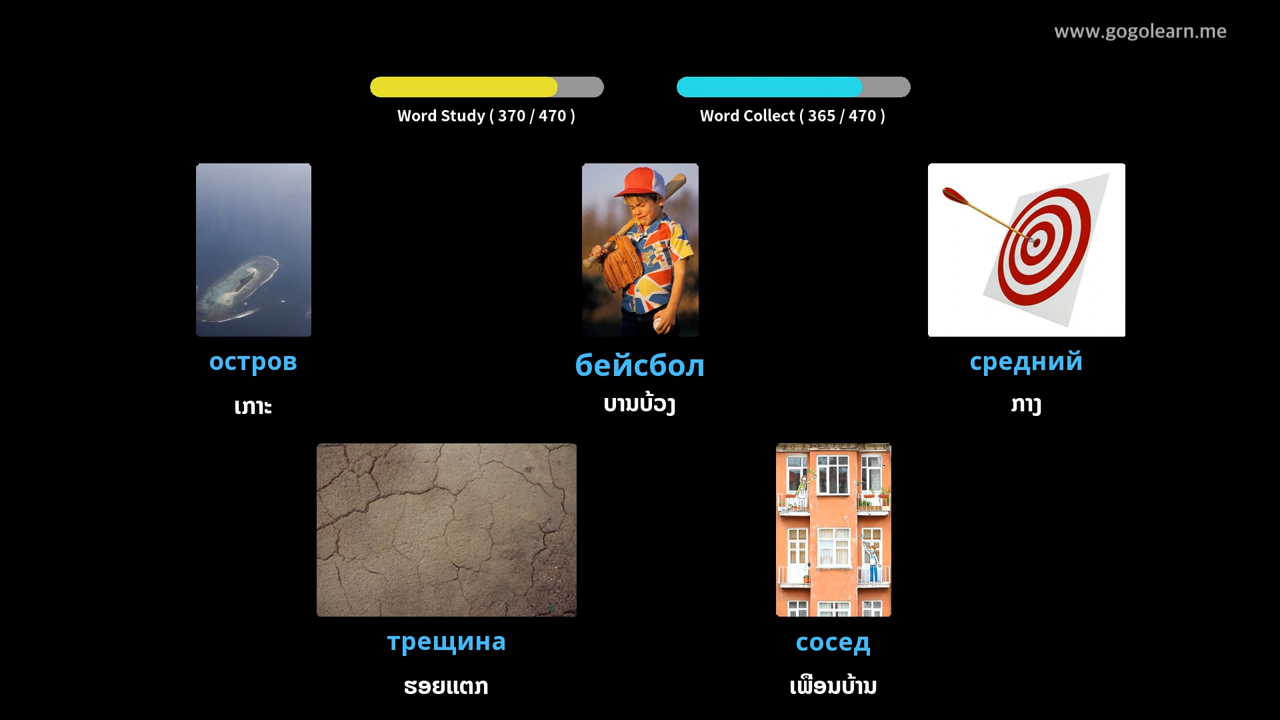 www.gogolearn.me
Word Study ( 370 / 470 )
Word Collect ( 365 / 470 )
остров
бейсбол
средний
ເກາະ
ບານບ້ວງ
ກາງ
трещина
сосед
ຮອຍແຕກ
ເພື່ອນບ້ານ